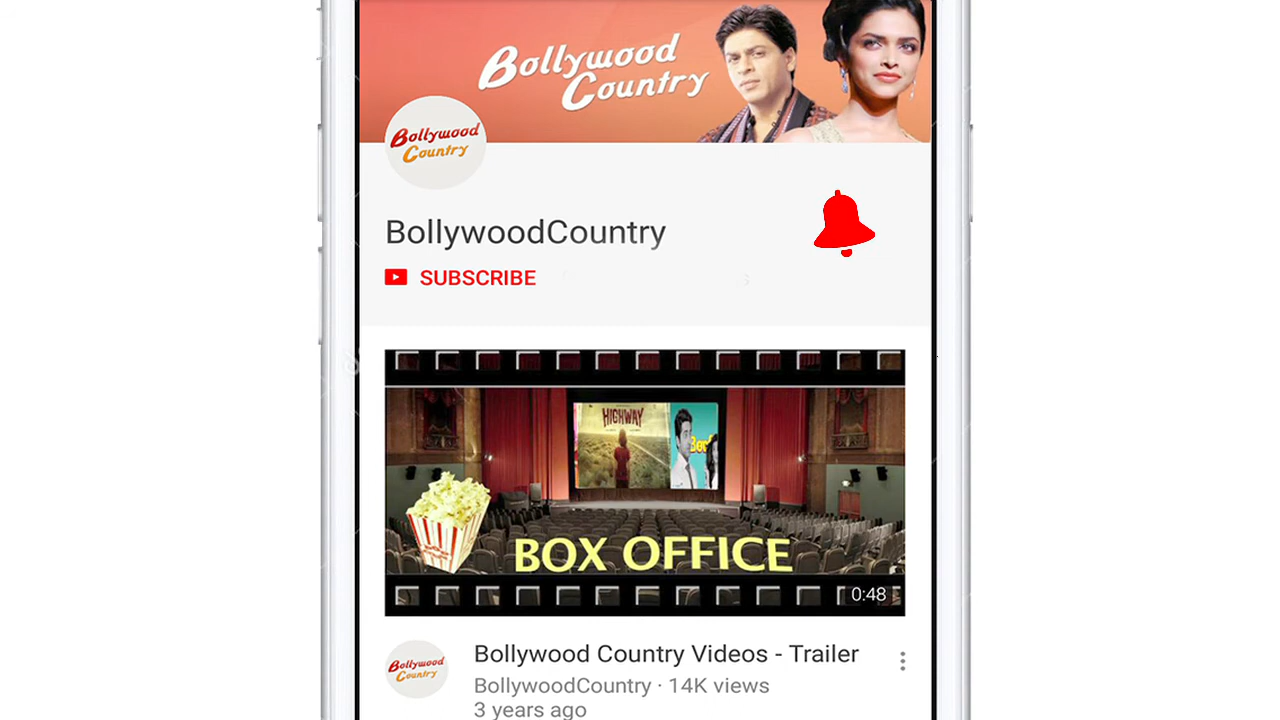 Bollywood
Country
Bollywood
Country
BollywoodCountry
SUBSCRIBE
HIGHWAY
BOX OFFICE
0:48
Bollywood
Country
Bollywood Country Videos - Trailer
BollywoodCountry · 14K views
3 years ago